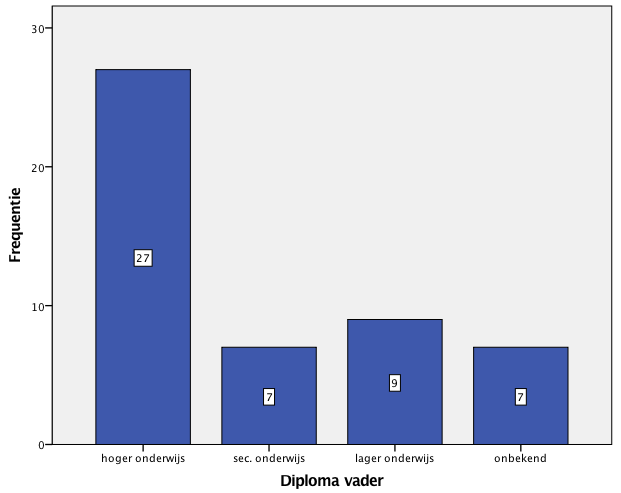 30
20
10
0
Frequentie
27
7
9
7
hoger onderwijs
sec. onderwijs
lager onderwijs
onbekend
Diploma vader